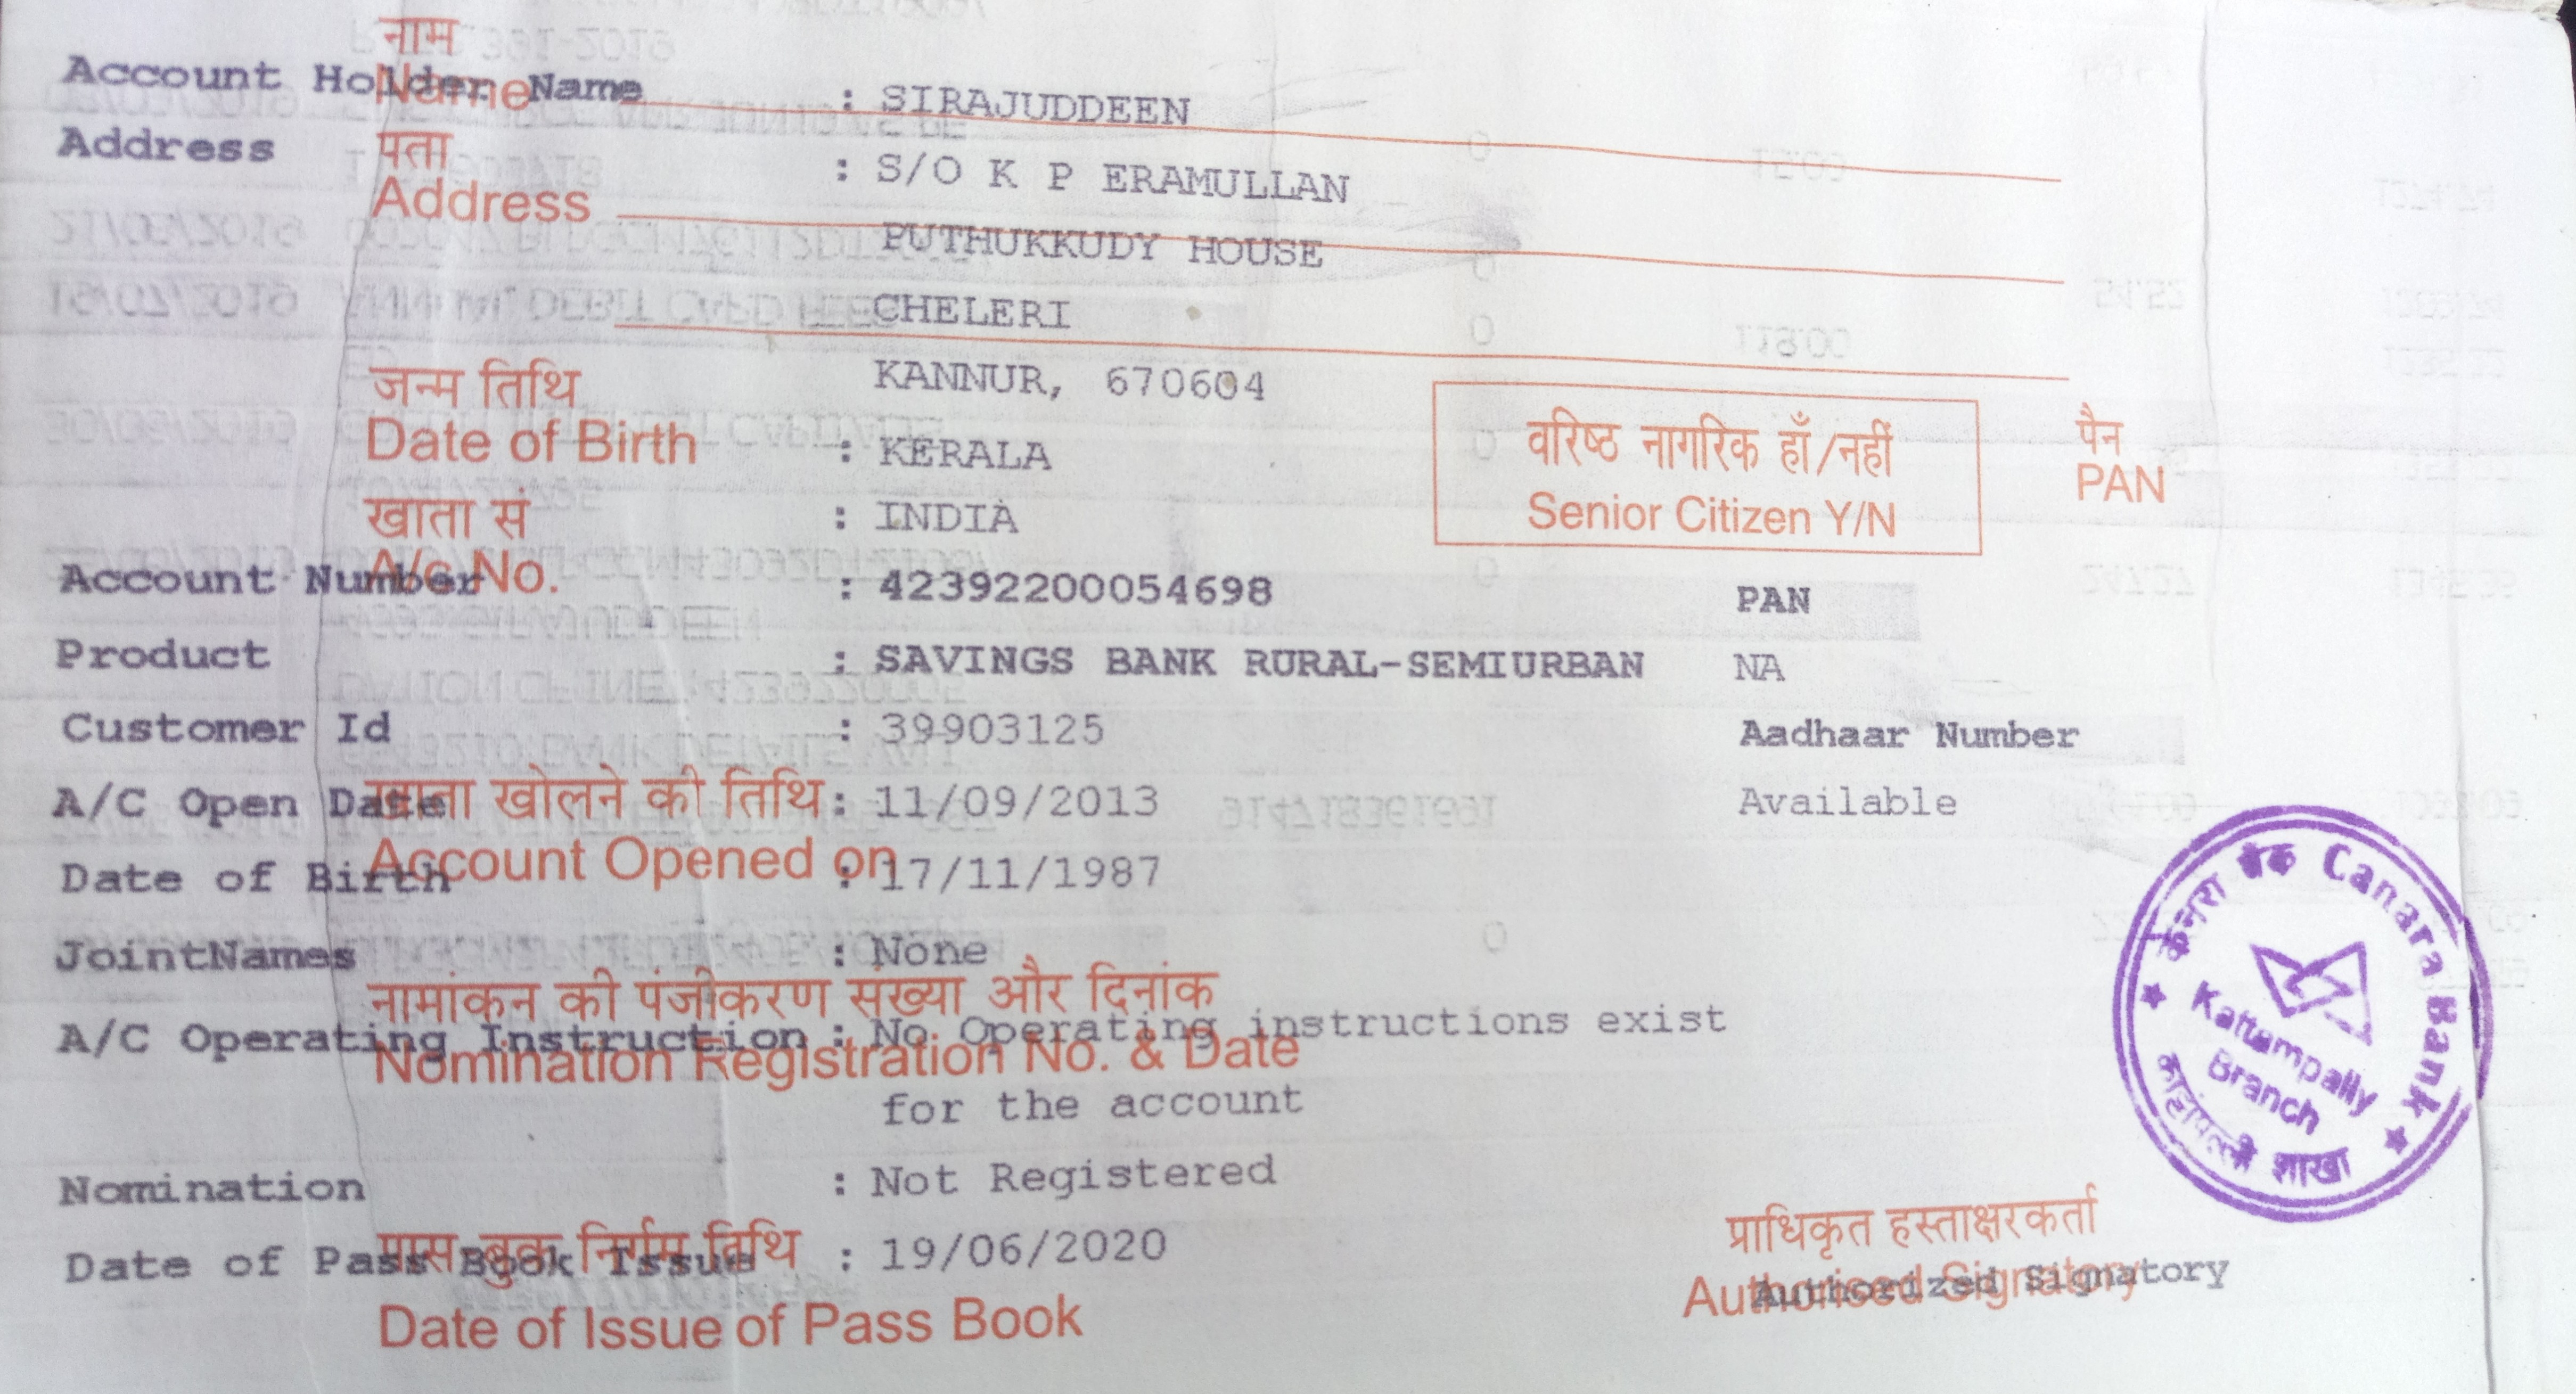 नाम
Name
Account Holder Name : SIRAJUDDEEN
पता
Address : S/O K P ERAMULLAN
Address
PUTHUKKUDY HOUSE
CHELERI
KANNUR, 670604
जन्म तिथि
Date of Birth
: KERALA
वरिष्ठ नागरिक हाँ/नहीं
Senior Citizen Y/N
पैन
PAN
खाता सं
: INDIA
A/c No.
Account Number : 42392200054698 PAN
Product : SAVINGS BANK RURAL-SEMIURBAN NA
Customer Id : 39903125 Aadhaar Number
खाता खोलने की तिथि
A/C Open Date : 11/09/2013 Available
Account Opened on
Date of Birth : 17/11/1987
JointNames : None
नामांकन की पंजीकरण संख्या और दिनांक
A/C Operating Instruction : No Operating instructions exist
Nomination Registration No. & Date
for the account
Nomination : Not Registered
पास बुक निर्गम तिथि
Date of Pass Book Issue : 19/06/2020
Date of Issue of Pass Book
केनरा बैंक Canara Bank
Kattampally
Branch
शाखा
प्राधिकृत हस्ताक्षरकर्ता
Authorised Signatory
Authorized Signatory